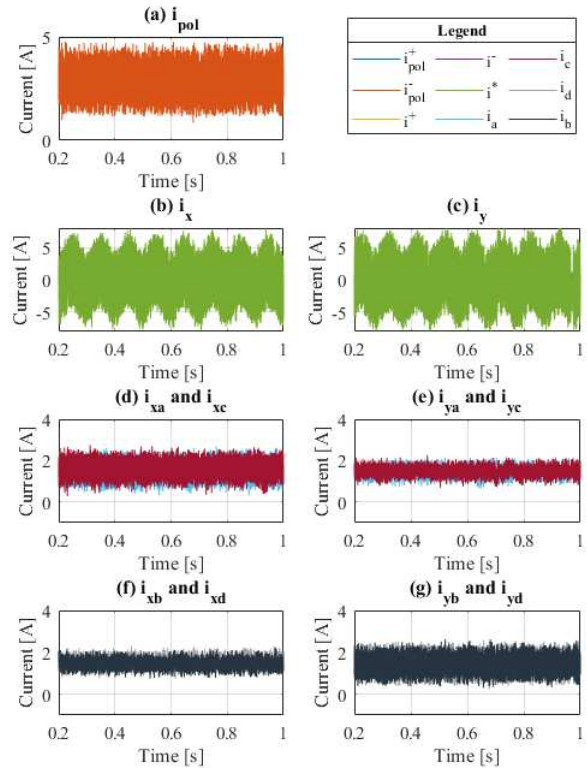 (a) i_pol
Current [A]
5
0
0.2 0.4 0.6 0.8 1
Time [s]
Legend
i⁺_pol i⁻ i_c
i⁻_pol i* i_d
i⁺ i_a i_b
(b) i_x
Current [A]
5
0
-5
0.2 0.4 0.6 0.8 1
Time [s]
(c) i_y
Current [A]
5
0
-5
0.2 0.4 0.6 0.8 1
Time [s]
(d) i_xa and i_xc
Current [A]
4
2
0
0.2 0.4 0.6 0.8 1
Time [s]
(e) i_ya and i_yc
Current [A]
4
2
0
0.2 0.4 0.6 0.8 1
Time [s]
(f) i_xb and i_xd
Current [A]
4
2
0
0.2 0.4 0.6 0.8 1
Time [s]
(g) i_yb and i_yd
Current [A]
4
2
0
0.2 0.4 0.6 0.8 1
Time [s]